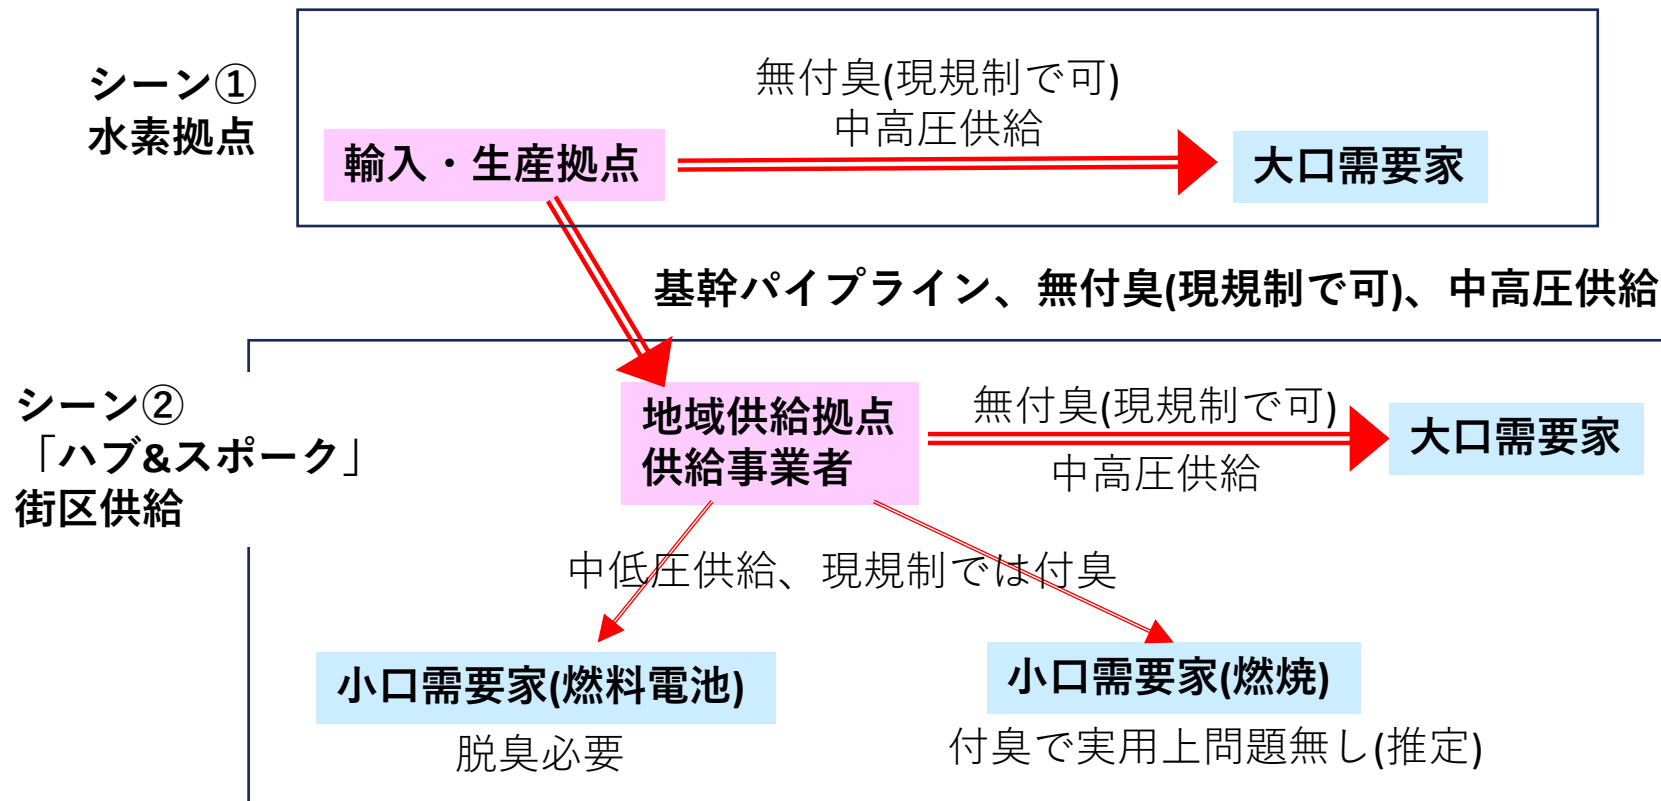 シーン①
水素拠点
無付臭(現規制で可)
中高圧供給
輸入・生産拠点
大口需要家
基幹パイプライン、無付臭(現規制で可)、中高圧供給
シーン②
「ハブ&スポーク」
街区供給
地域供給拠点
供給事業者
無付臭(現規制で可)
中高圧供給
大口需要家
中低圧供給、現規制では付臭
小口需要家(燃料電池)
脱臭必要
小口需要家(燃焼)
付臭で実用上問題無し(推定)